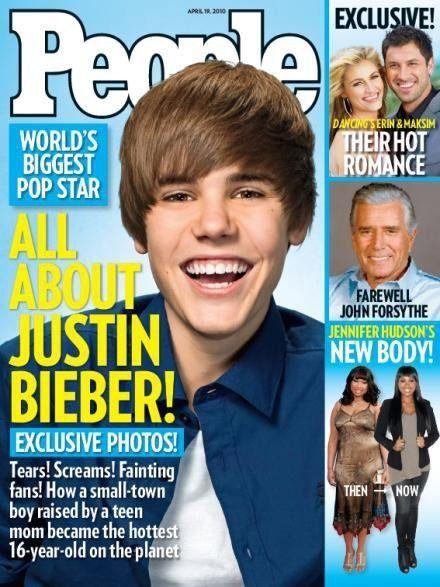 APRIL 19, 2010
People
WORLD'S
BIGGEST
POP STAR
ALL
ABOUT
JUSTIN
BIEBER!
EXCLUSIVE PHOTOS!
Tears! Screams! Fainting
fans! How a small-town
boy raised by a teen
mom became the hottest
16-year-old on the planet
EXCLUSIVE!
DANCING'S ERIN & MAKSIM
THEIR HOT
ROMANCE
FAREWELL
JOHN FORSYTHE
JENNIFER HUDSON'S
NEW BODY!
THEN → NOW